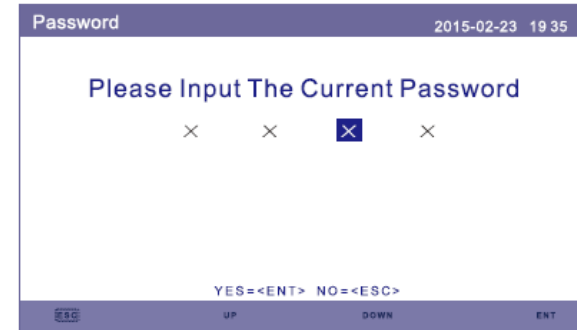 Password 2015-02-23 19 35
Please Input The Current Password
× × × ×
YES=<ENT> NO=<ESC>
ESC UP DOWN ENT